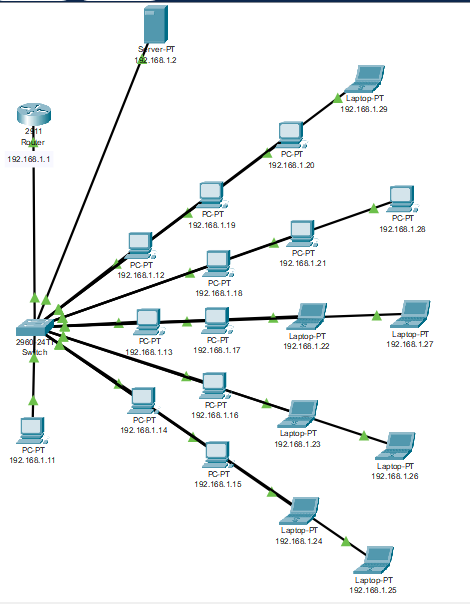 Server-PT
192.168.1.2
Laptop-PT
192.168.1.29
2911
Router
192.168.1.1
PC-PT
192.168.1.20
PC-PT
192.168.1.28
PC-PT
192.168.1.19
PC-PT
192.168.1.21
PC-PT
192.168.1.12
PC-PT
192.168.1.18
2960-24TT
Switch
PC-PT
192.168.1.13
PC-PT
192.168.1.17
Laptop-PT
192.168.1.22
Laptop-PT
192.168.1.27
PC-PT
192.168.1.14
PC-PT
192.168.1.16
Laptop-PT
192.168.1.23
PC-PT
192.168.1.11
Laptop-PT
192.168.1.26
PC-PT
192.168.1.15
Laptop-PT
192.168.1.24
Laptop-PT
192.168.1.25